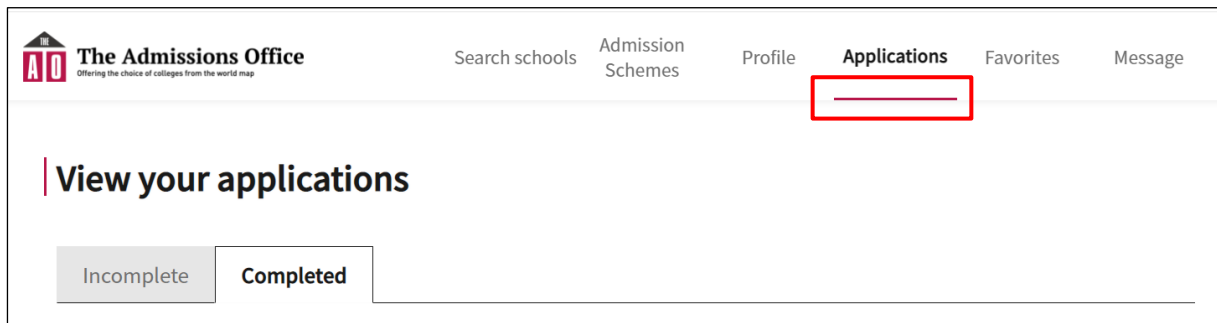 THE
AO
The Admissions Office
Offering the choice of colleges from the world map
Search schools
Admission
Schemes
Profile
Applications
Favorites
Message
View your applications
Incomplete
Completed